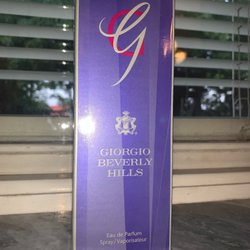 G
GIORGIO
BEVERLY
HILLS
Eau de Parfum
Spray/Vaporisateur